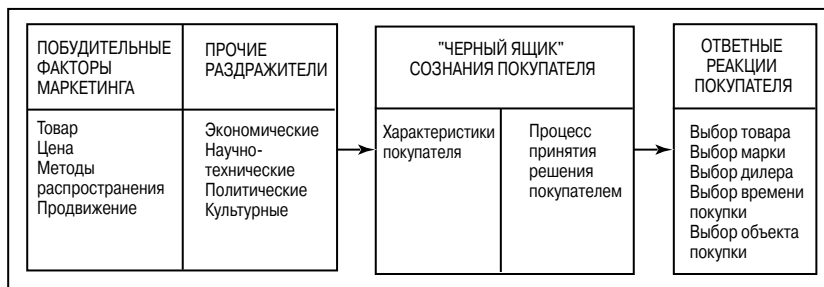 ПОБУДИТЕЛЬНЫЕ
ФАКТОРЫ
МАРКЕТИНГА
ПРОЧИЕ
РАЗДРАЖИТЕЛИ
"ЧЕРНЫЙ ЯЩИК"
СОЗНАНИЯ ПОКУПАТЕЛЯ
ОТВЕТНЫЕ
РЕАКЦИИ
ПОКУПАТЕЛЯ
Товар
Цена
Методы
распространения
Продвижение
Экономические
Научно-
технические
Политические
Культурные
Характеристики
покупателя
Процесс
принятия
решения
покупателем
Выбор товара
Выбор марки
Выбор дилера
Выбор времени
покупки
Выбор объекта
покупки